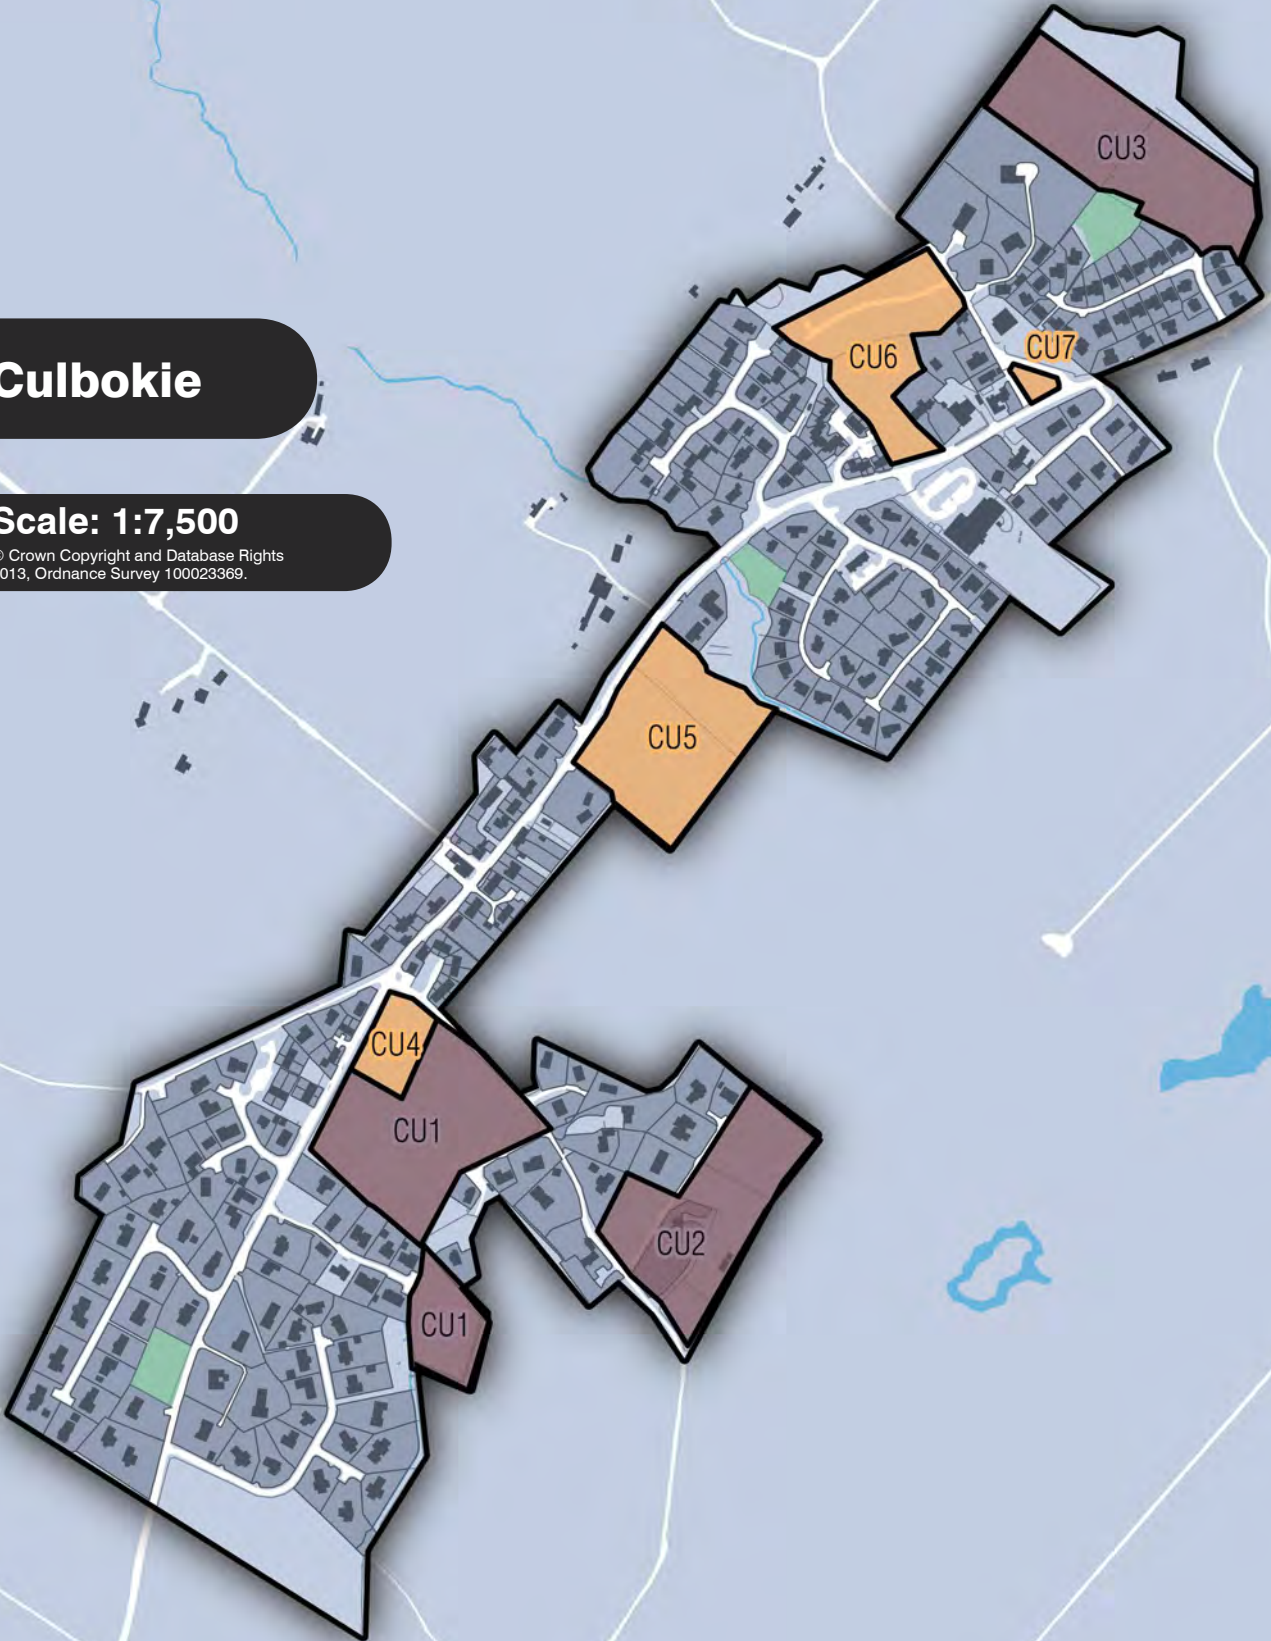 CU3
CU7
CU6
Culbokie
Scale: 1:7,500
© Crown Copyright and Database Rights
2013, Ordnance Survey 100023369.
CU5
CU4
CU1
CU2
CU1